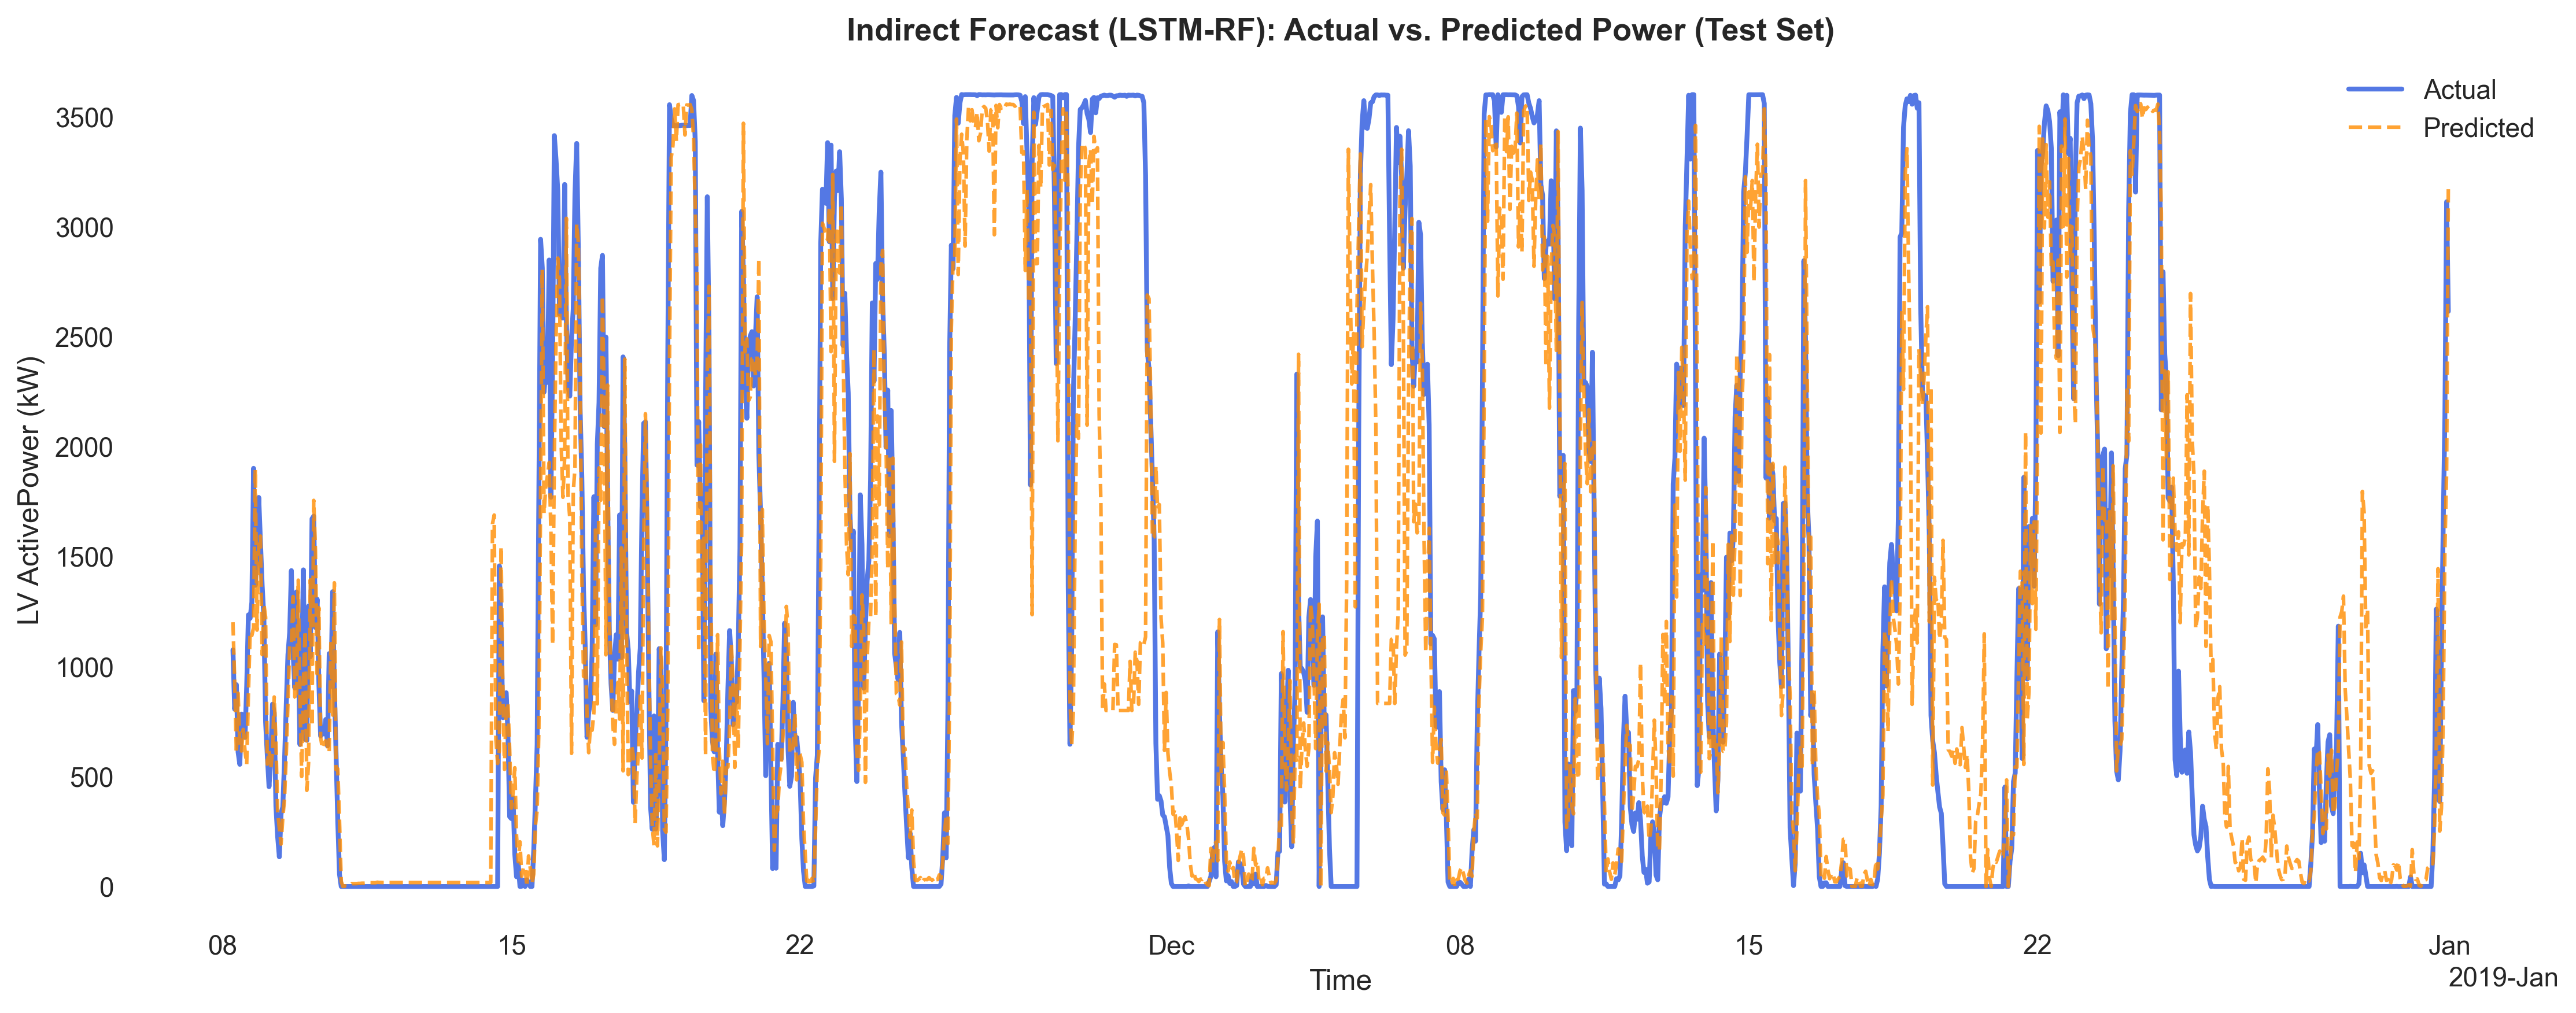 Indirect Forecast (LSTM-RF): Actual vs. Predicted Power (Test Set)
Actual
Predicted
LV ActivePower (kW)
3500
3000
2500
2000
1500
1000
500
0
08
15
22
Dec
08
15
22
Jan
2019-Jan
Time